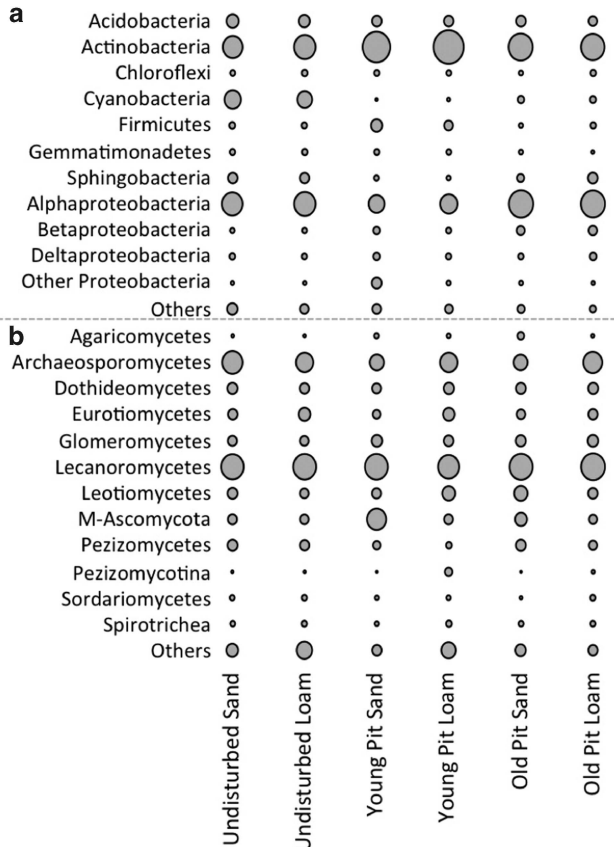 a
Acidobacteria
Actinobacteria
Chloroflexi
Cyanobacteria
Firmicutes
Gemmatimonadetes
Sphingobacteria
Alphaproteobacteria
Betaproteobacteria
Deltaproteobacteria
Other Proteobacteria
Others
b
Agaricomycetes
Archaeosporomycetes
Dothideomycetes
Eurotiomycetes
Glomeromycetes
Lecanoromycetes
Leotiomycetes
M-Ascomycota
Pezizomycetes
Pezizomycotina
Sordariomycetes
Spirotrichea
Others
Undisturbed Sand
Undisturbed Loam
Young Pit Sand
Young Pit Loam
Old Pit Sand
Old Pit Loam